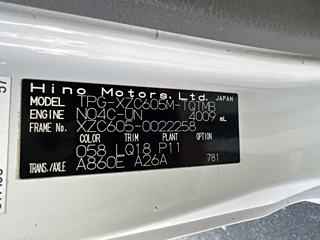 Hino Motors, Ltd. JAPAN
MODEL TPG-XZC605M-TQTMB
ENGINE N04C-UN 4009 mL
FRAME No. XZC605-0022258
COLOR TRIM PLANT OPTION
058 LQ18 P11
TRANS./AXLE A860E A26A 781
57